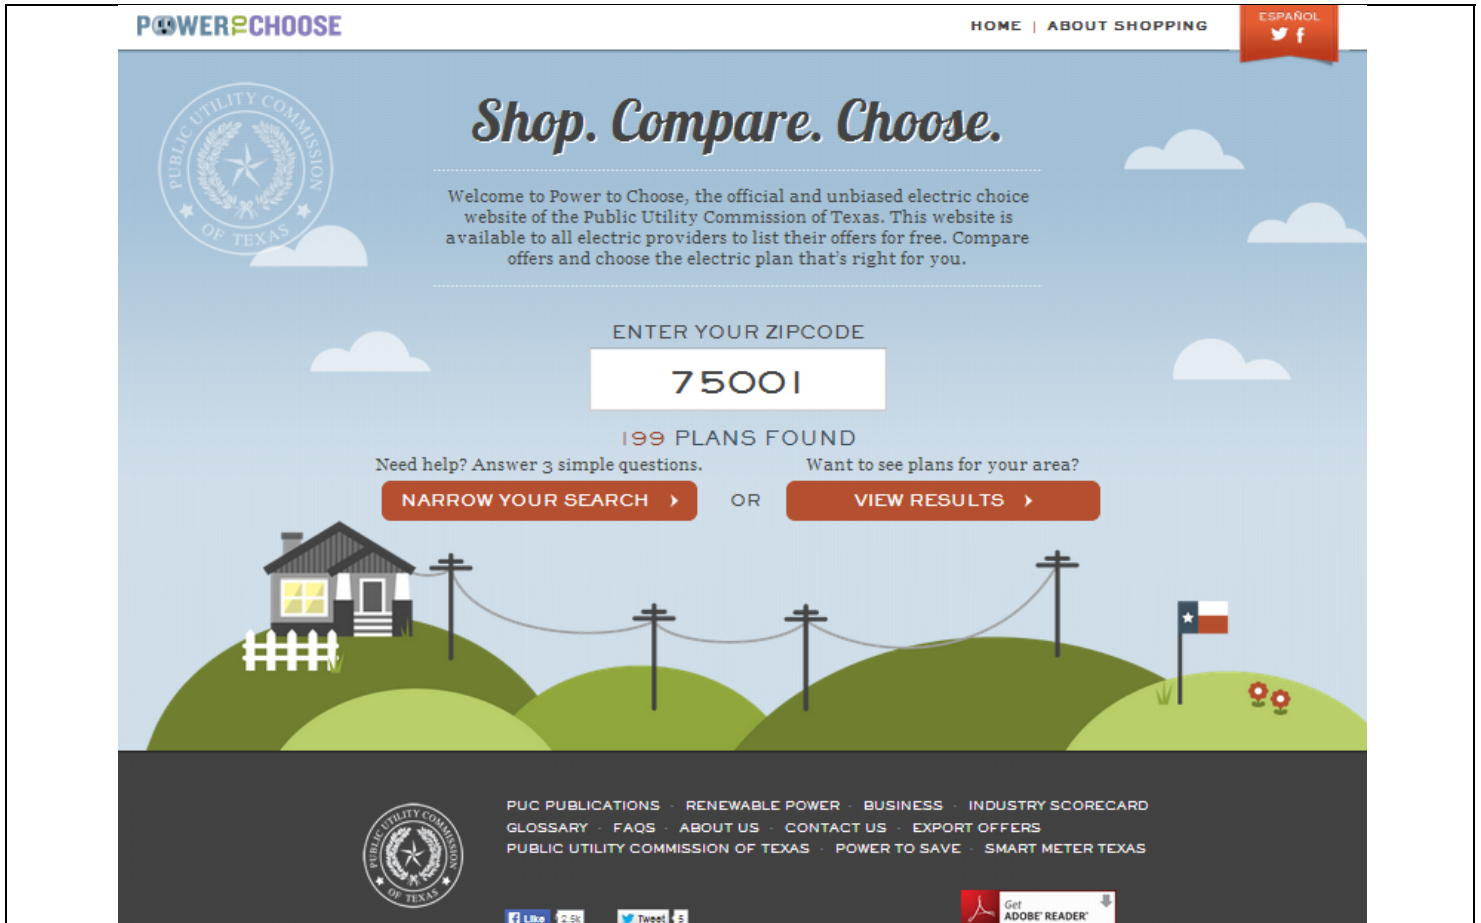 POWER TO CHOOSE
HOME | ABOUT SHOPPING
ESPAÑOL
PUBLIC UTILITY COMMISSION OF TEXAS
Shop. Compare. Choose.
Welcome to Power to Choose, the official and unbiased electric choice
website of the Public Utility Commission of Texas. This website is
available to all electric providers to list their offers for free. Compare
offers and choose the electric plan that's right for you.
ENTER YOUR ZIPCODE
75001
199 PLANS FOUND
Need help? Answer 3 simple questions.
Want to see plans for your area?
NARROW YOUR SEARCH
OR
VIEW RESULTS
PUC PUBLICATIONS · RENEWABLE POWER · BUSINESS · INDUSTRY SCORECARD
GLOSSARY · FAQS · ABOUT US · CONTACT US · EXPORT OFFERS
PUBLIC UTILITY COMMISSION OF TEXAS · POWER TO SAVE · SMART METER TEXAS
PUBLIC UTILITY COMMISSION OF TEXAS
Like 2.5k
Tweet 5
Get
ADOBE® READER®